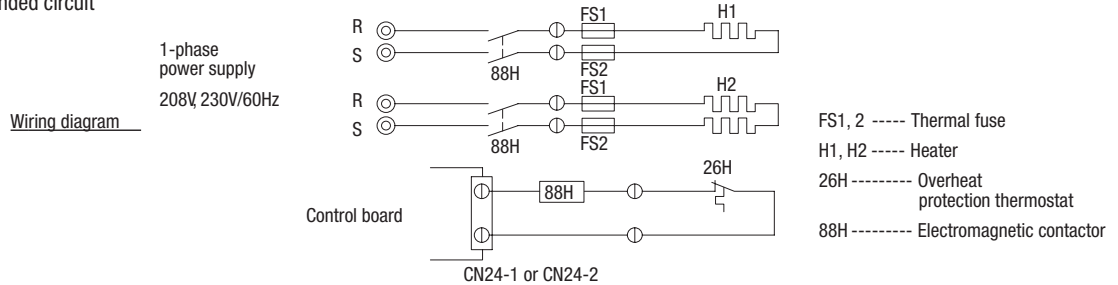 nded circuit
1-phase
power supply
208V, 230V/60Hz
Wiring diagram
R
S
88H
FS1
FS2
H1
R
S
88H
FS1
FS2
H2
Control board
88H
26H
CN24-1 or CN24-2
FS1, 2 ----- Thermal fuse
H1, H2 ----- Heater
26H --------- Overheat
protection thermostat
88H --------- Electromagnetic contactor